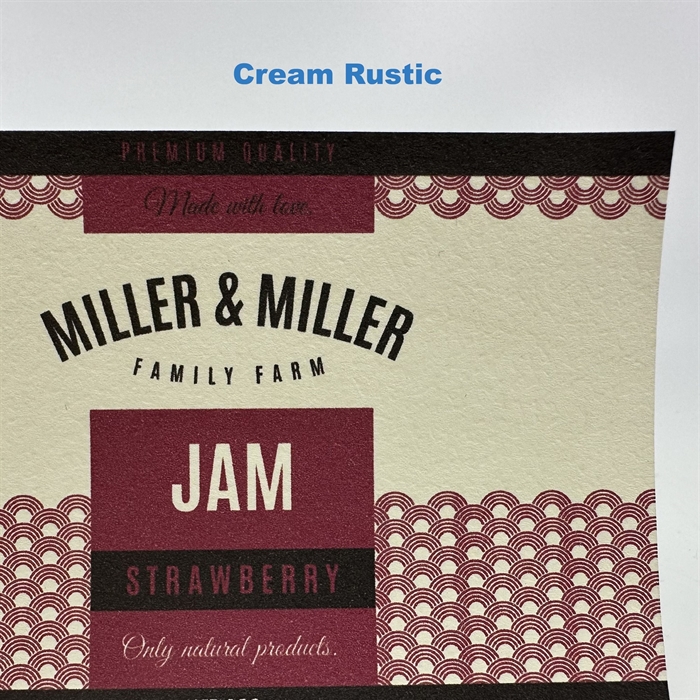 Cream Rustic
PREMIUM QUALITY
Made with love.
MILLER & MILLER
FAMILY FARM
JAM
STRAWBERRY
Only natural products.